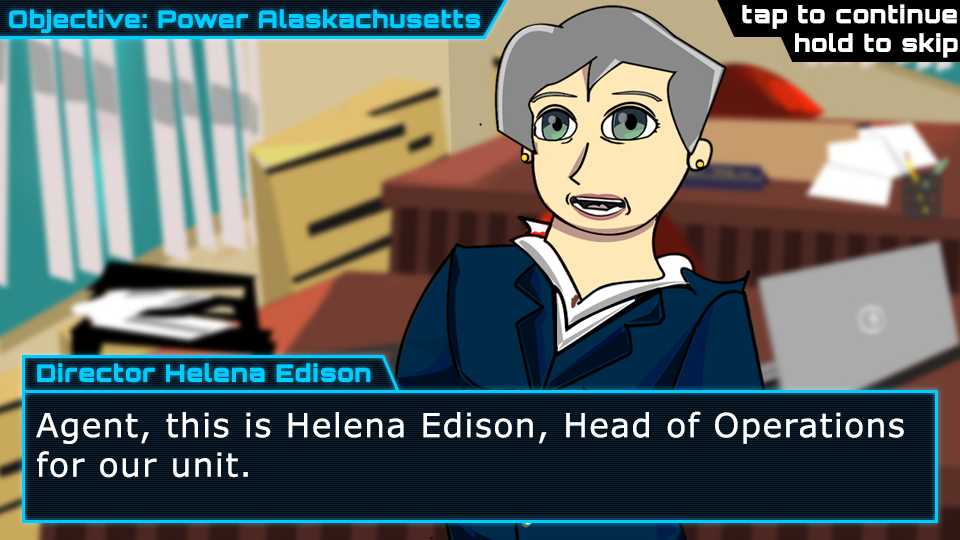 Objective: Power Alaskachusetts
tap to continue
hold to skip
Director Helena Edison
Agent, this is Helena Edison, Head of Operations
for our unit.